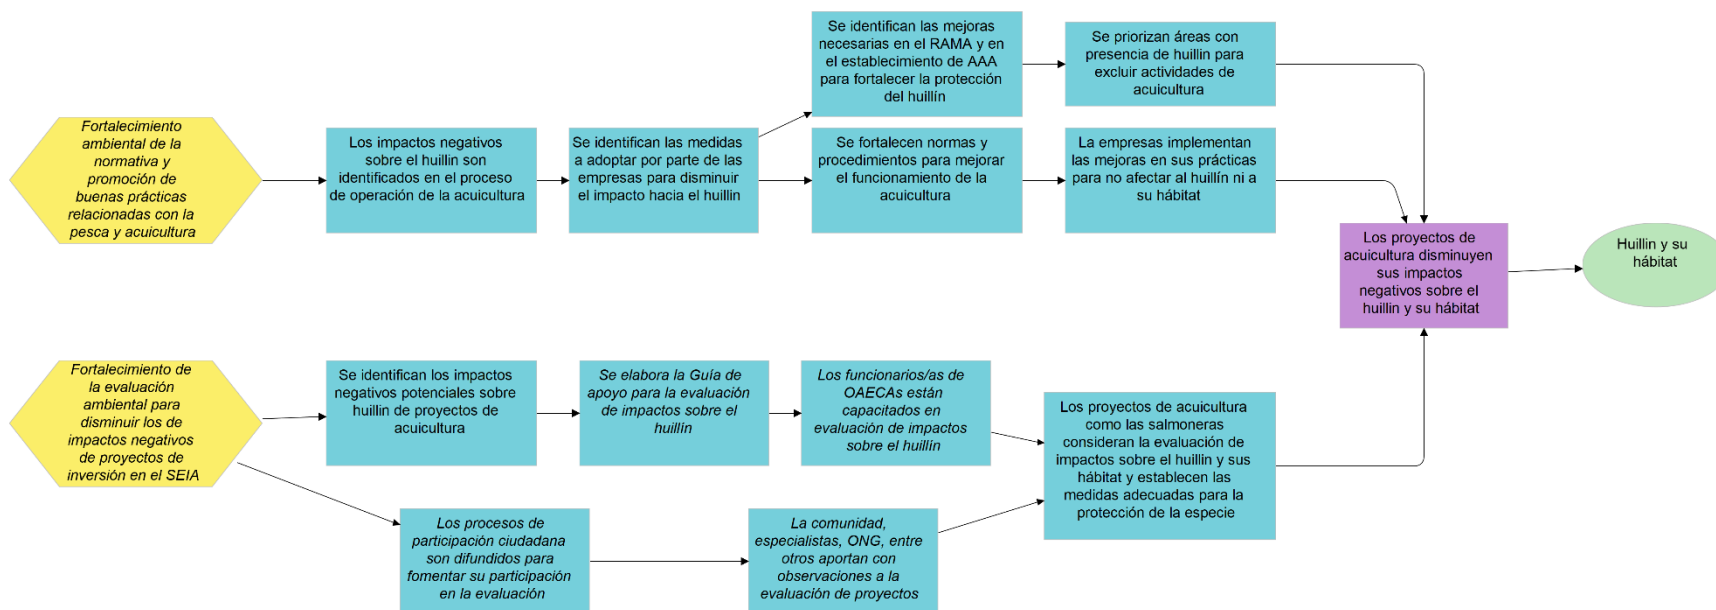 Fortalecimiento
ambiental de la
normativa y
promoción de
buenas prácticas
relacionadas con la
pesca y acuicultura
Los impactos negativos
sobre el huillin son
identificados en el proceso
de operación de la acuicultura
Se identifican las medidas
a adoptar por parte de las
empresas para disminuir
el impacto hacia el huillin
Se identifican las mejoras
necesarias en el RAMA y en
el establecimiento de AAA
para fortalecer la protección
del huillín
Se priorizan áreas con
presencia de huillin para
excluir actividades de
acuicultura
Se fortalecen normas y
procedimientos para mejorar
el funcionamiento de la
acuicultura
La empresas implementan
las mejoras en sus prácticas
para no afectar al huillín ni a
su hábitat
Los proyectos de
acuicultura disminuyen
sus impactos
negativos sobre el
huillin y su hábitat
Huillin y su
hábitat
Fortalecimiento de
la evaluación
ambiental para
disminuir los de
impactos negativos
de proyectos de
inversión en el SEIA
Se identifican los impactos
negativos potenciales sobre
huillin de proyectos de
acuicultura
Se elabora la Guía de
apoyo para la evaluación
de impactos sobre el
huillín
Los funcionarios/as de
OAECAs están
capacitados en
evaluación de impactos
sobre el huillín
Los proyectos de acuicultura
como las salmoneras
consideran la evaluación de
impactos sobre el huillin y sus
hábitat y establecen las
medidas adecuadas para la
protección de la especie
Los procesos de
participación ciudadana
son difundidos para
fomentar su participación
en la evaluación
La comunidad,
especialistas, ONG, entre
otros aportan con
observaciones a la
evaluación de proyectos